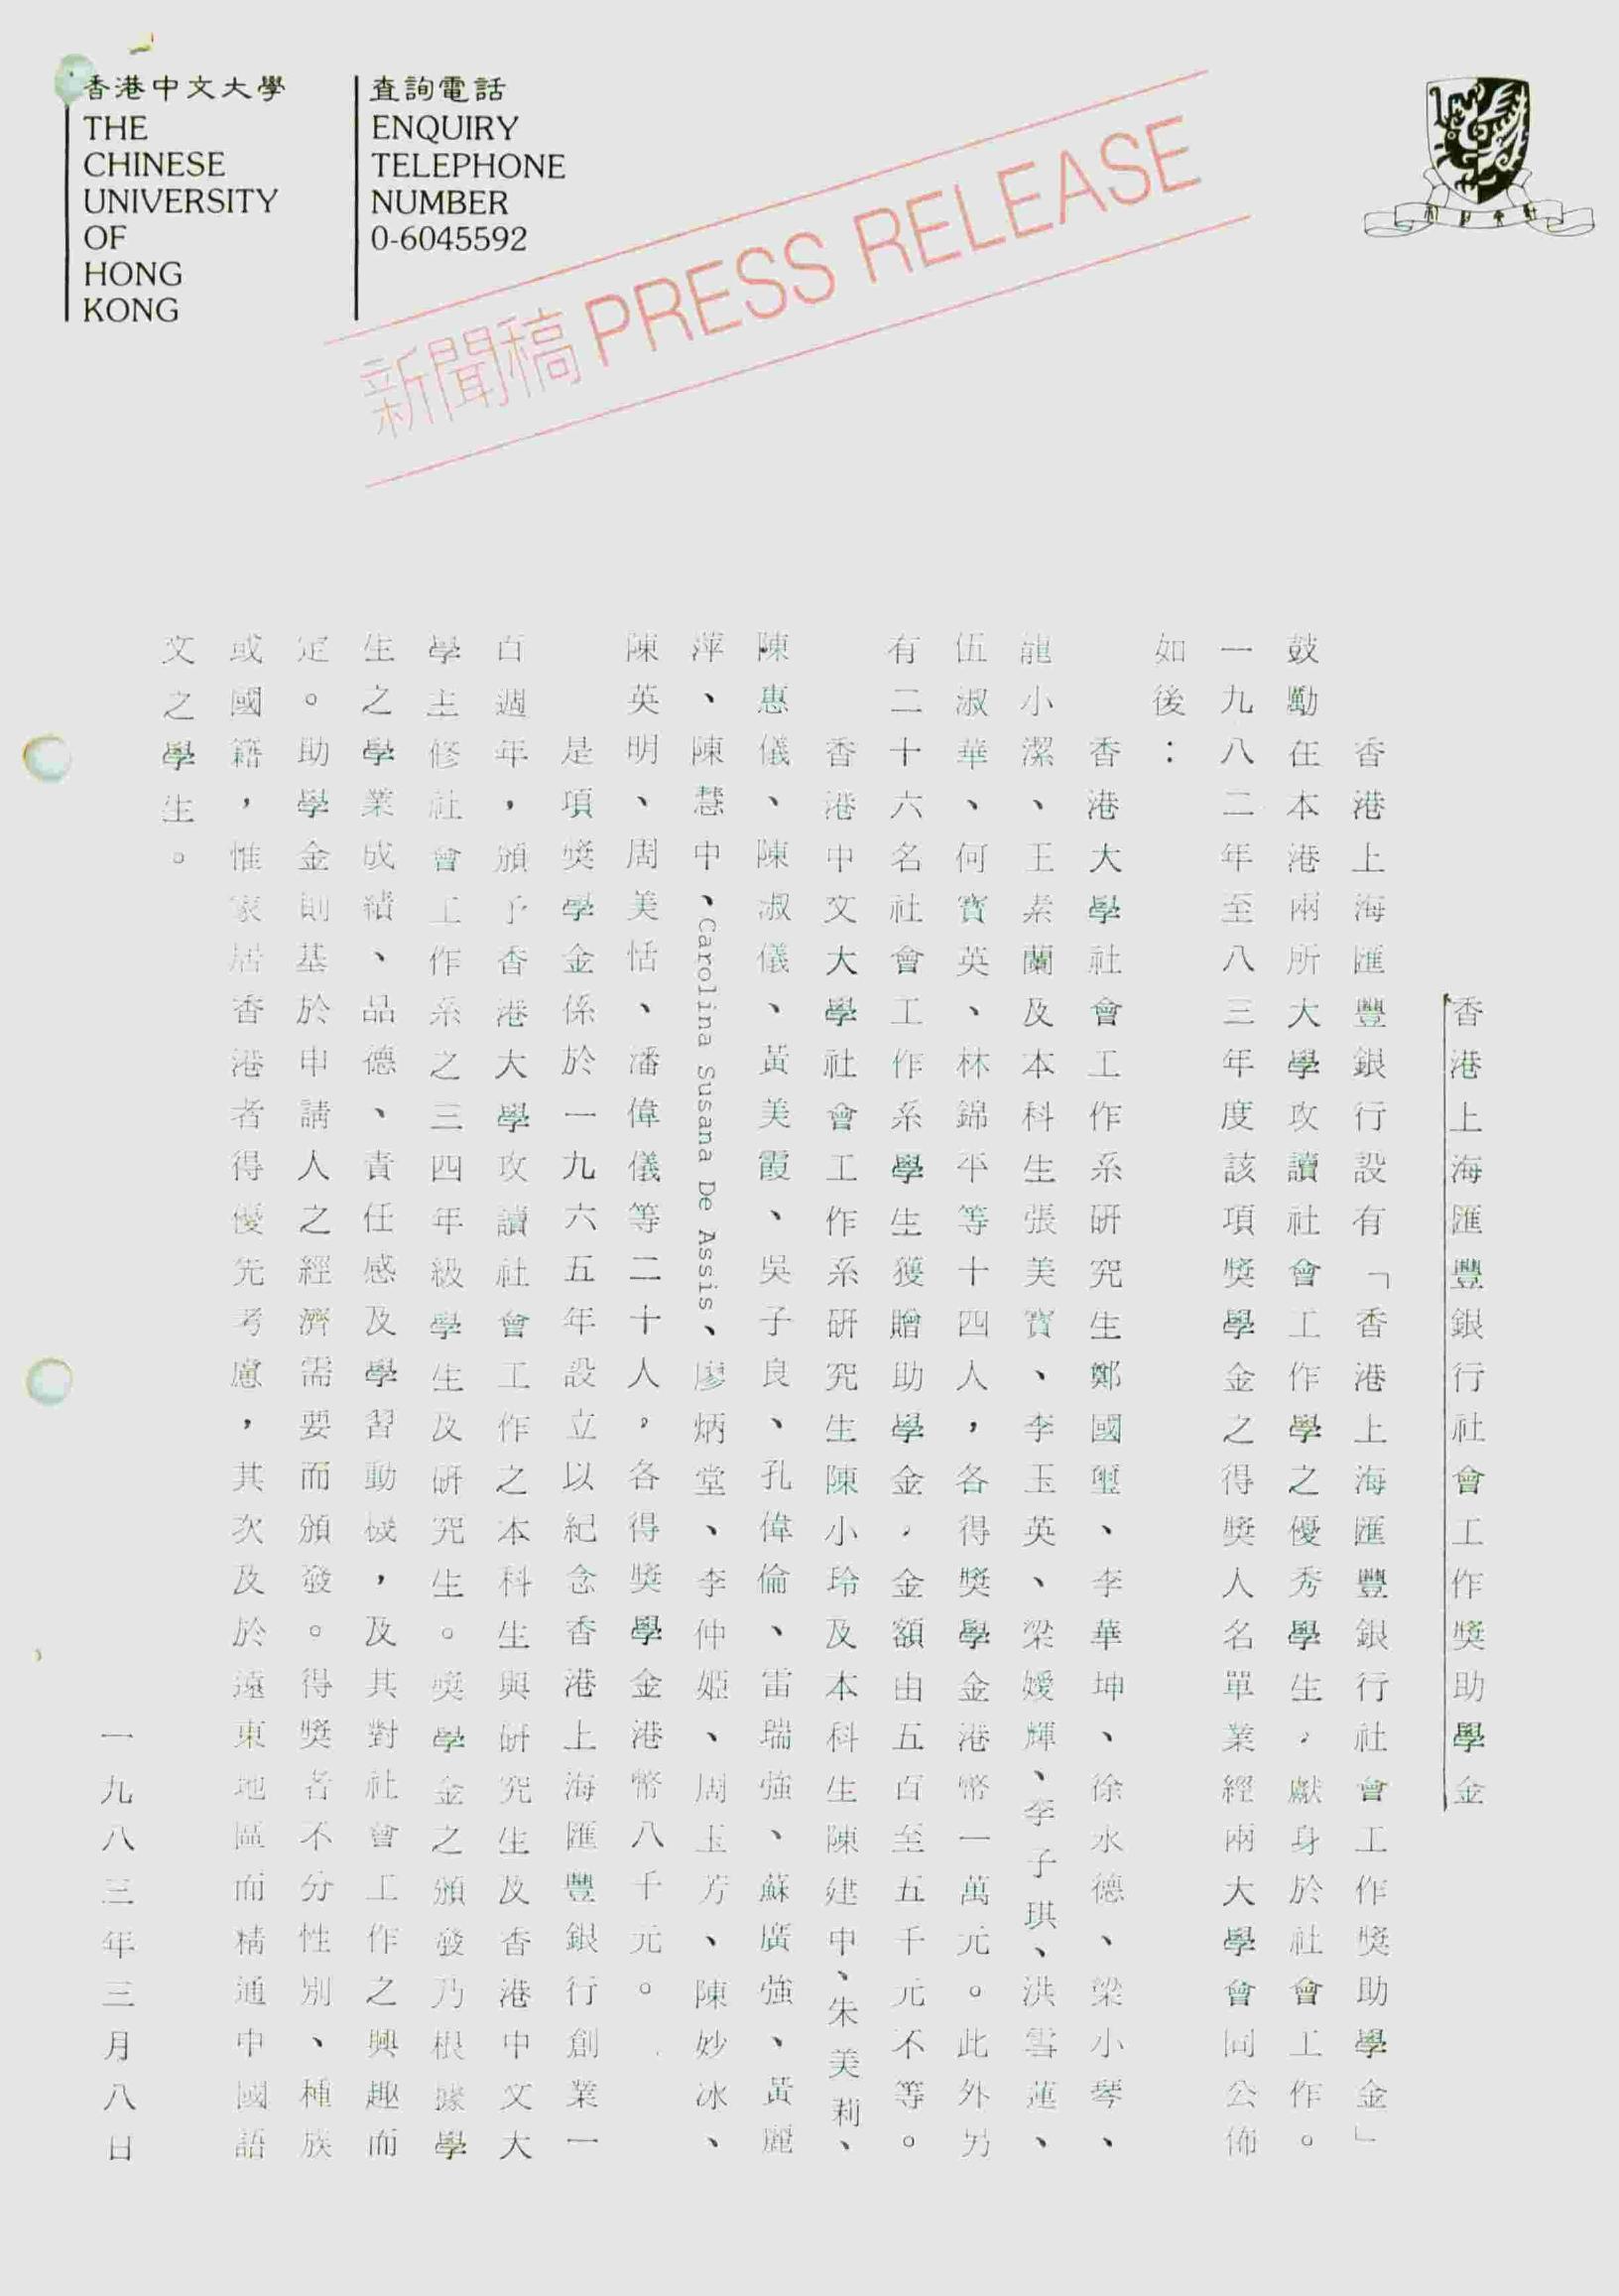 香港中文大學
THE
CHINESE
UNIVERSITY
OF
HONG
KONG
查詢電話
ENQUIRY
TELEPHONE
NUMBER
0-6045592
新聞稿 PRESS RELEASE
香港上海匯豐銀行社會工作獎助學金
香港上海匯豐銀行設有「香港上海匯豐銀行社會工作獎助學金」
鼓勵在本港兩所大學攻讀社會工作學之優秀學生，獻身於社會工作。
一九八二年至八三年度該項獎學金之得獎人名單業經兩大學會同公佈
如後：
香港大學社會工作系研究生鄭國璽、李華坤、徐水德、梁小琴、
龍小潔、王素蘭及本科生張美寶、李玉英、梁嫒輝、李子琪、洪雪蓮、
伍淑華、何寶英、林錦平等十四人，各得獎學金港幣一萬元。此外另
有二十六名社會工作系學生獲贈助學金，金額由五百至五千元不等。
香港中文大學社會工作系研究生陳小玲及本科生陳建中、朱美莉、
陳惠儀、陳淑儀、黃美霞、吳子良、孔偉倫、雷瑞強、蘇廣強、黃麗
萍、陳慧中、Carolina Susana De Assis、廖炳堂、李仲姬、周玉芳、陳妙冰、
陳英明、周美恬、潘偉儀等二十人，各得獎學金港幣八千元。
是項獎學金係於一九六五年設立以紀念香港上海匯豐銀行創業一
百週年，頒予香港大學攻讀社會工作之本科生與研究生及香港中文大
學主修社會工作系之三四年級學生及研究生。獎學金之頒發乃根據學
生之學業成績、品德、責任感及學習動機，及其對社會工作之興趣而
定。助學金則基於申請人之經濟需要而頒發。得獎者不分性別、種族
或國籍，惟家居香港者得優先考慮，其次及於遠東地區而精通中國語
文之學生。
一九八三年三月八日